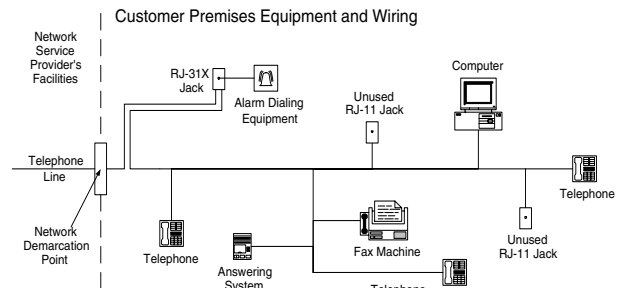 Customer Premises Equipment and Wiring
Network
Service
Provider's
Facilities
RJ-31X
Jack
Alarm Dialing
Equipment
Unused
RJ-11 Jack
Computer
Telephone
Line
Telephone
Network
Demarcation
Point
Telephone
Answering
System
Fax Machine
Unused
RJ-11 Jack
Telephone